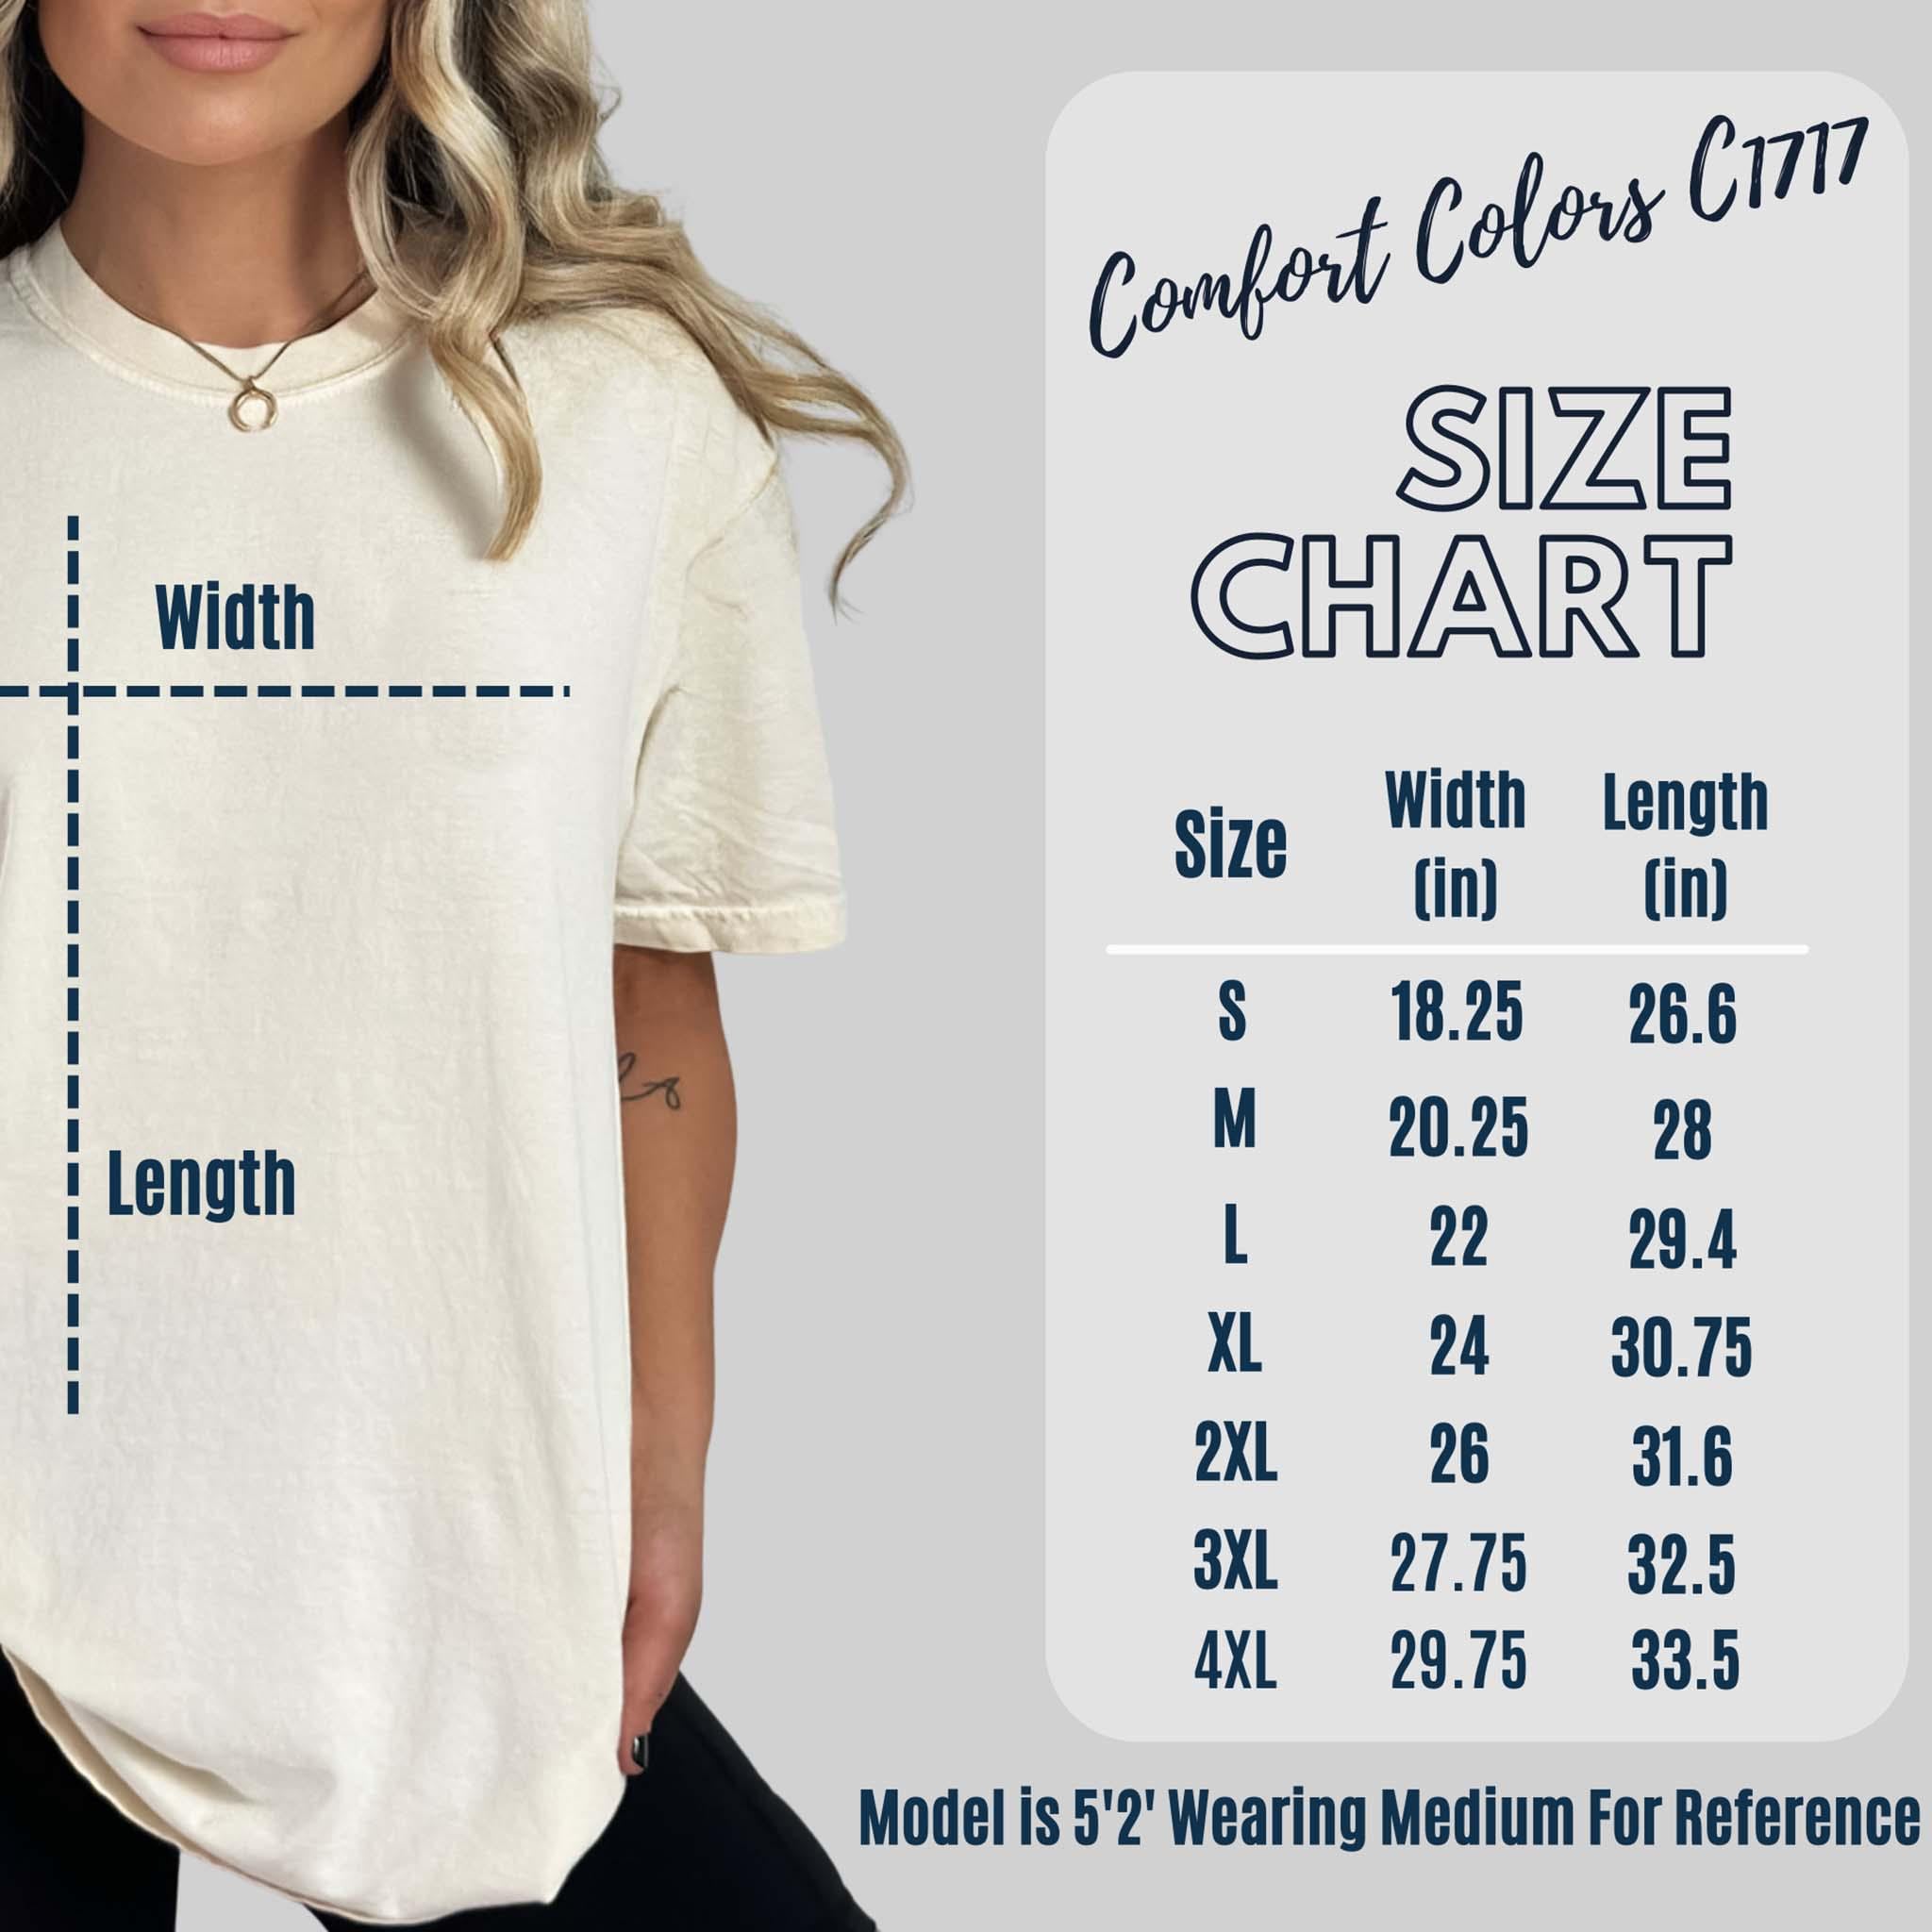 Comfort Colors C1717
SIZE
CHART
Width
Length
Size Width (in) Length (in)
S 18.25 26.6
M 20.25 28
L 22 29.4
XL 24 30.75
2XL 26 31.6
3XL 27.75 32.5
4XL 29.75 33.5
Model is 5'2' Wearing Medium For Reference